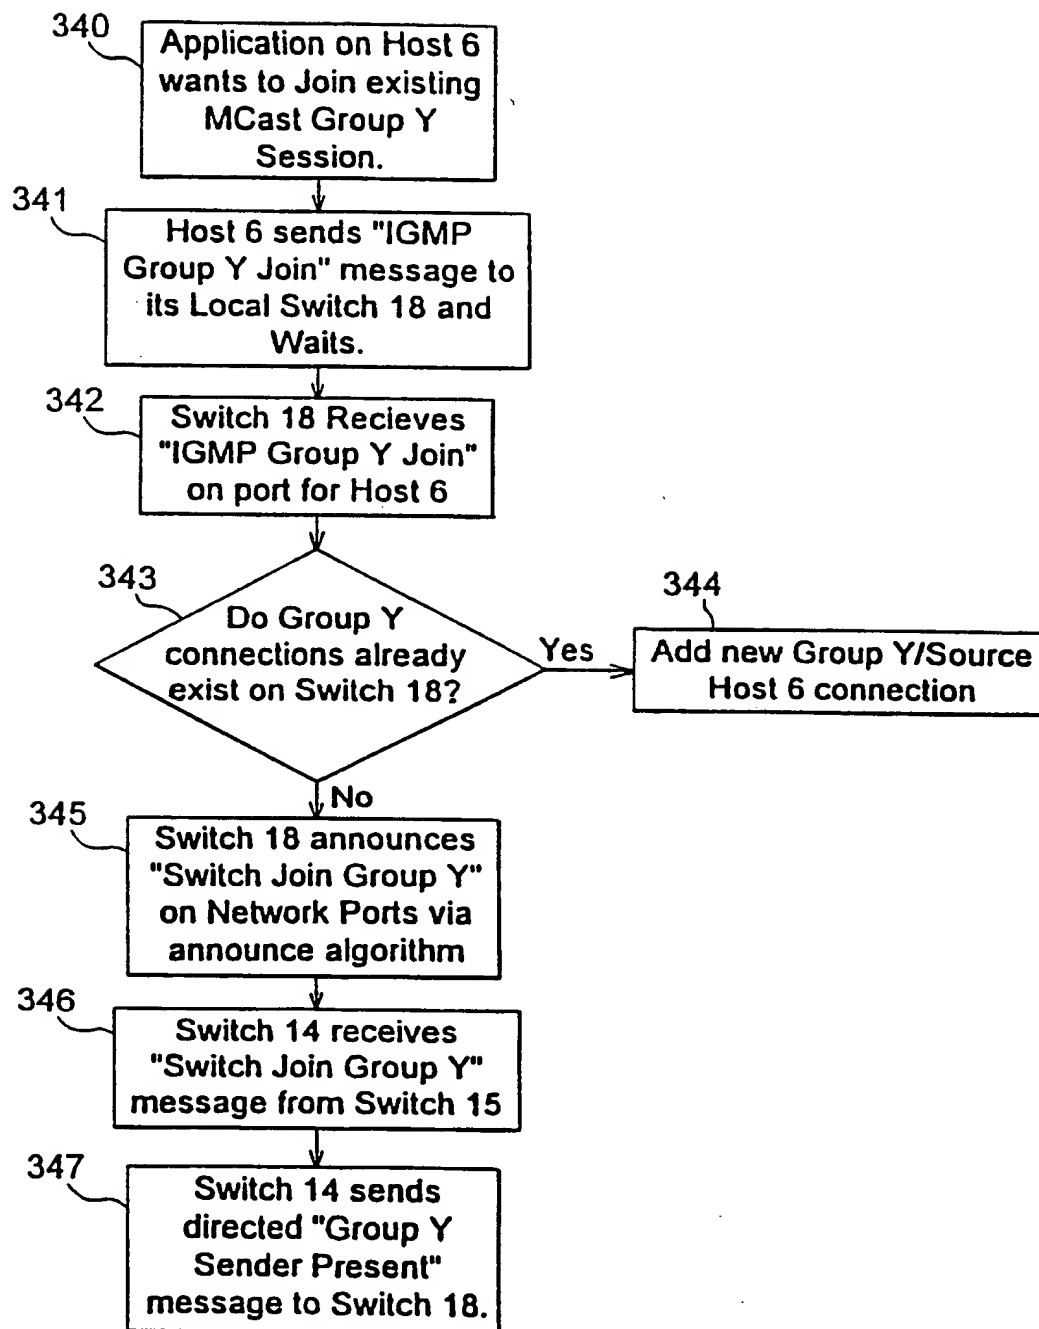 340
Application on Host 6
wants to Join existing
MCast Group Y
Session.
341
Host 6 sends "IGMP
Group Y Join" message to
its Local Switch 18 and
Waits.
342
Switch 18 Recieves
"IGMP Group Y Join"
on port for Host 6
343
Do Group Y
connections already
exist on Switch 18?
Yes
344
Add new Group Y/Source
Host 6 connection
No
345
Switch 18 announces
"Switch Join Group Y"
on Network Ports via
announce algorithm
346
Switch 14 receives
"Switch Join Group Y"
message from Switch 15
347
Switch 14 sends
directed "Group Y
Sender Present"
message to Switch 18.